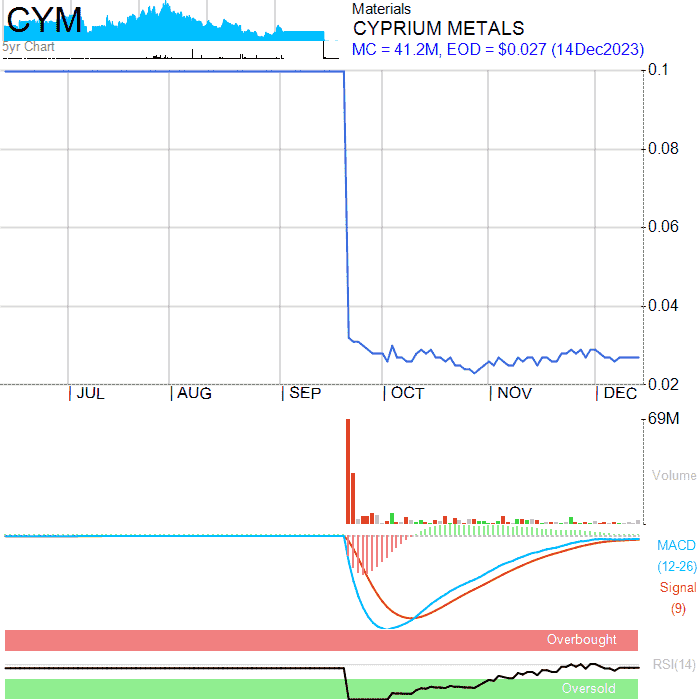 CYM
5yr Chart
Materials
CYPRIUM METALS
MC = 41.2M, EOD = $0.027 (14Dec2023)
0.1
0.08
0.06
0.04
0.02
JUL AUG SEP OCT NOV DEC
69M
Volume
MACD
(12-26)
Signal
(9)
Overbought
RSI(14)
Oversold